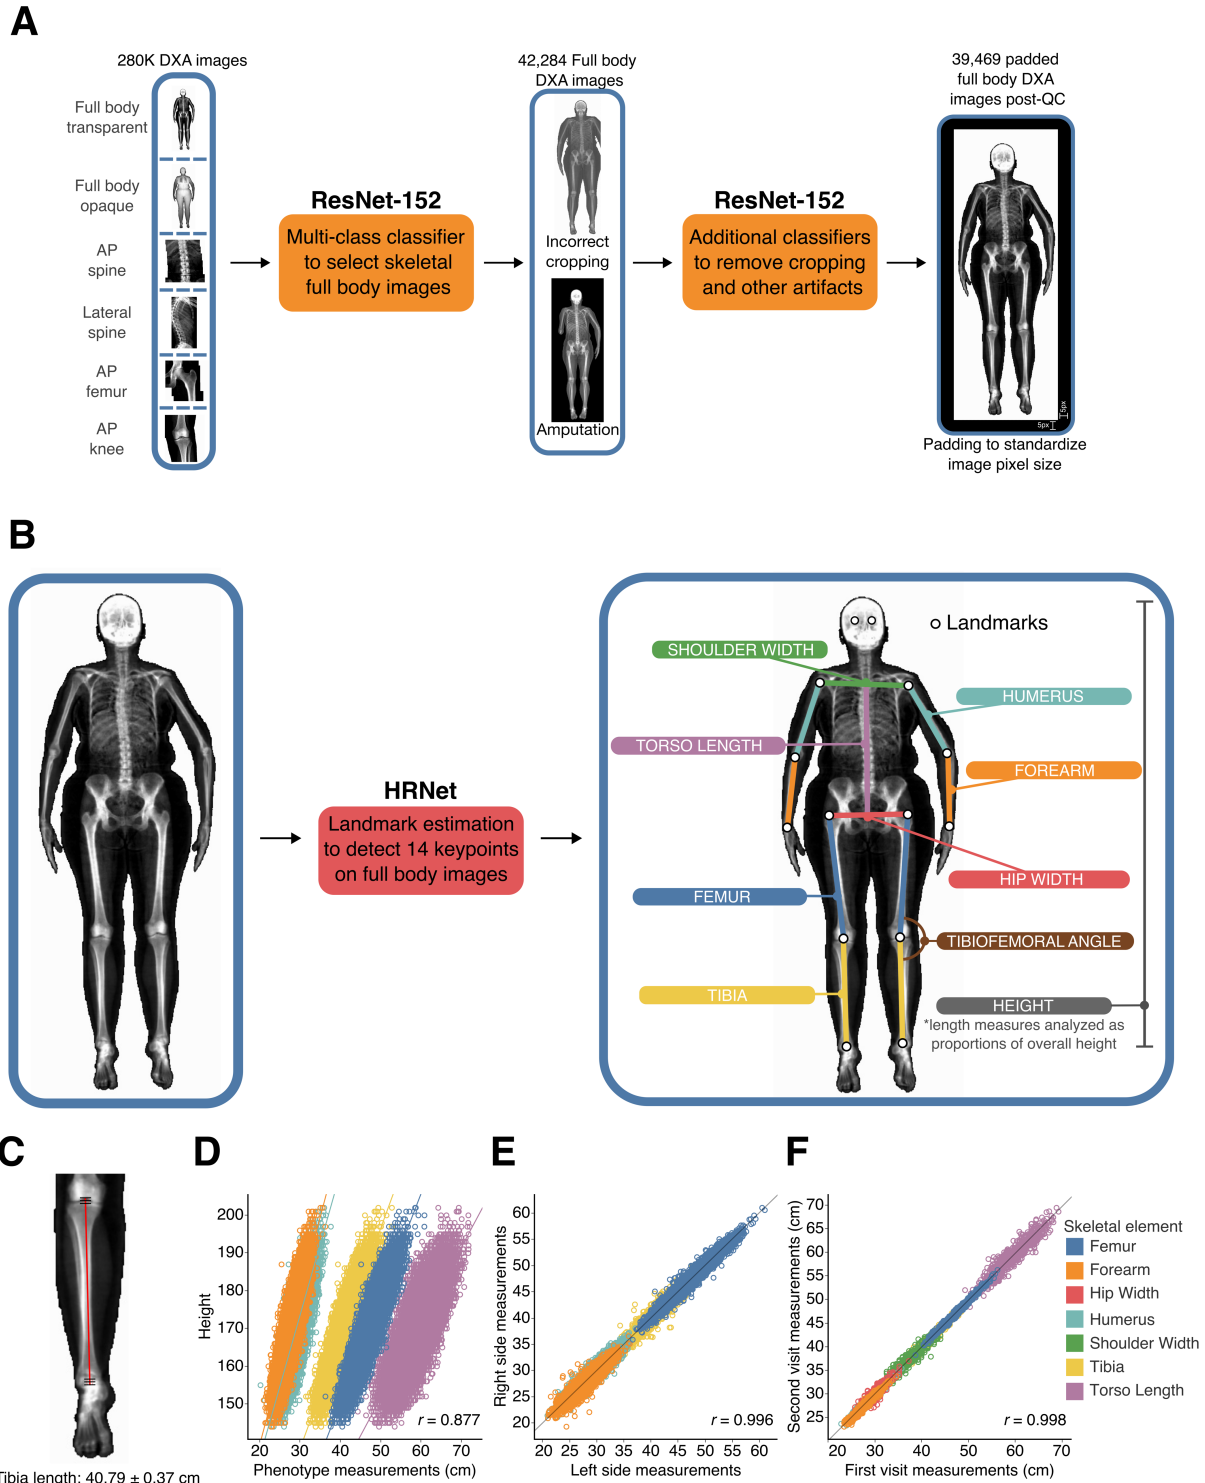 A
280K DXA images
Full body
transparent
Full body
opaque
AP
spine
Lateral
spine
AP
femur
AP
knee
ResNet-152
Multi-class classifier
to select skeletal
full body images
42,284 Full body
DXA images
Incorrect
cropping
Amputation
ResNet-152
Additional classifiers
to remove cropping
and other artifacts
39,469 padded
full body DXA
images post-QC
5px
5px
Padding to standardize
image pixel size
B
HRNet
Landmark estimation
to detect 14 keypoints
on full body images
Landmarks
SHOULDER WIDTH
HUMERUS
TORSO LENGTH
FOREARM
HIP WIDTH
FEMUR
TIBIOFEMORAL ANGLE
TIBIA
HEIGHT
*length measures analyzed as
proportions of overall height
C
Tibia length: 40.79 ± 0.37 cm
D
Height
200
190
180
170
160
150
r = 0.877
20 30 40 50 60 70
Phenotype measurements (cm)
E
Right side measurements
60
50
45
40
35
30
25
20
r = 0.996
20 25 30 35 40 45 50 55 60
Left side measurements
F
Second visit measurements (cm)
70
65
60
55
50
45
40
35
30
25
r = 0.998
20 30 40 50 60 70
First visit measurements (cm)
Skeletal element
Femur
Forearm
Hip Width
Humerus
Shoulder Width
Tibia
Torso Length